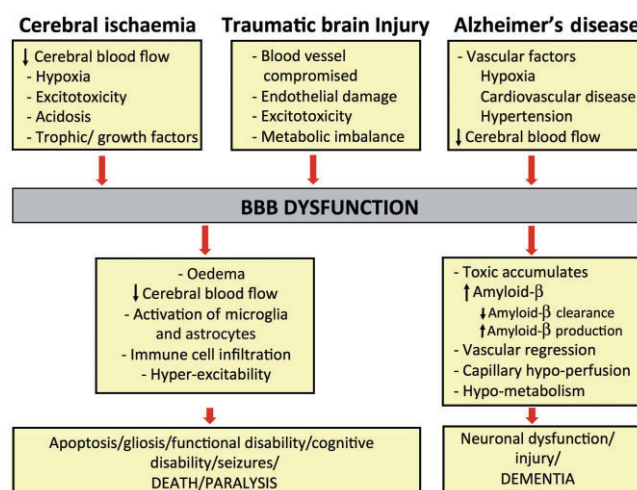 Cerebral ischaemia
↓ Cerebral blood flow
- Hypoxia
- Excitotoxicity
- Acidosis
- Trophic/ growth factors
Traumatic brain Injury
- Blood vessel
compromised
- Endothelial damage
- Excitotoxicity
- Metabolic imbalance
Alzheimer's disease
- Vascular factors
Hypoxia
Cardiovascular disease
Hypertension
↓ Cerebral blood flow
BBB DYSFUNCTION
- Oedema
↓ Cerebral blood flow
- Activation of microglia
and astrocytes
- Immune cell infiltration
- Hyper-excitability
- Toxic accumulates
↑ Amyloid-β
↓ Amyloid-β clearance
↑ Amyloid-β production
- Vascular regression
- Capillary hypo-perfusion
- Hypo-metabolism
Apoptosis/gliosis/functional disability/cognitive
disability/seizures/
DEATH/PARALYSIS
Neuronal dysfunction/
injury/
DEMENTIA